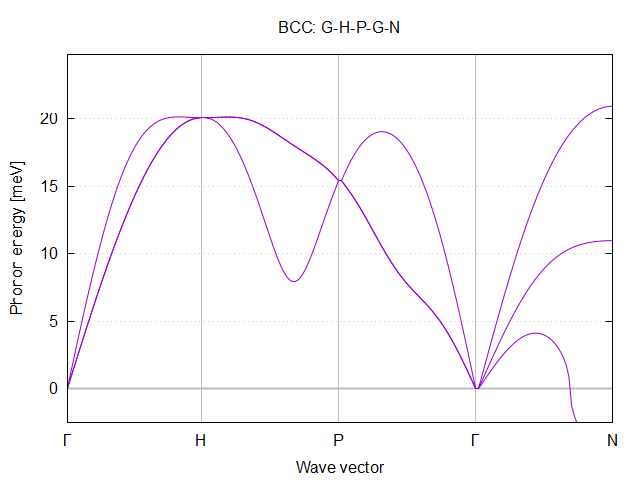 BCC: G-H-P-G-N
Phonon energy [meV]
20
15
10
5
0
Γ H P Γ N
Wave vector